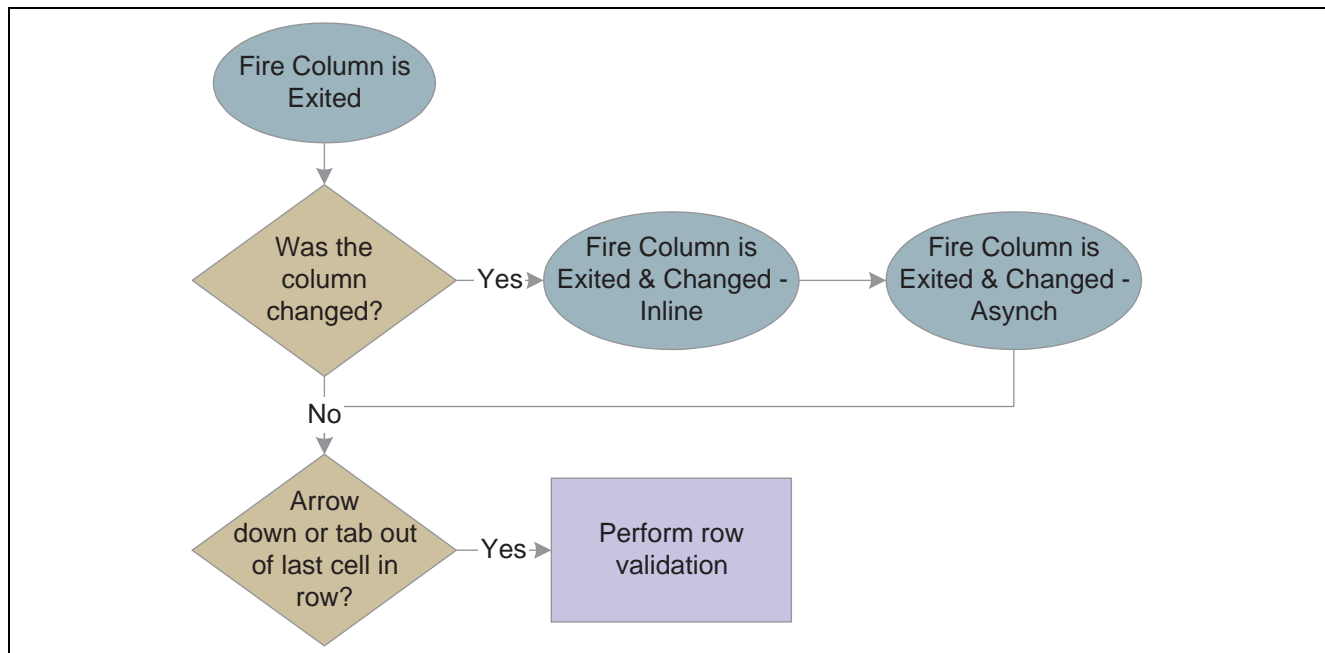 Fire Column is
Exited
Was the
column
changed?
Yes
Fire Column is
Exited & Changed -
Inline
Fire Column is
Exited & Changed -
Asynch
No
Arrow
down or tab out
of last cell in
row?
Yes
Perform row
validation